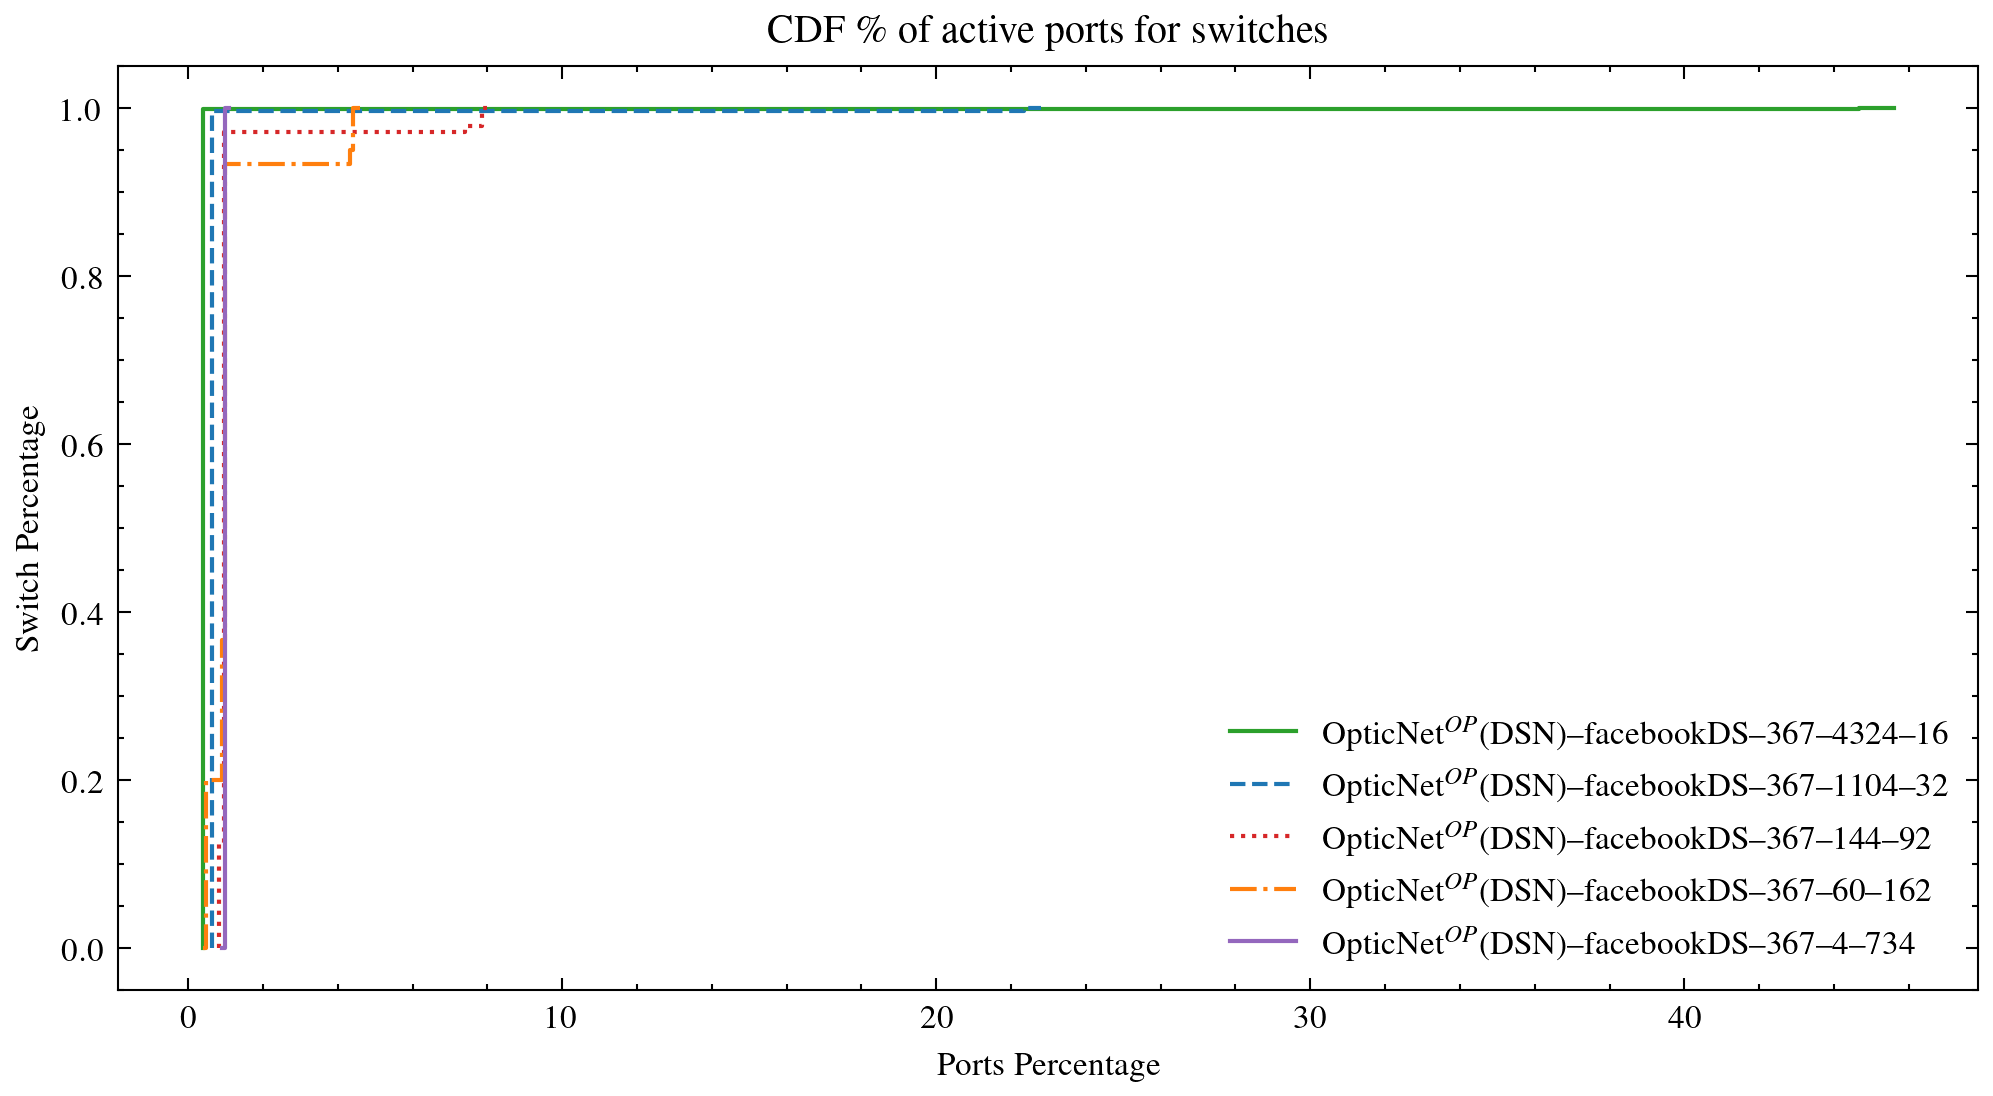 CDF % of active ports for switches
1.0
0.8
0.6
0.4
0.2
0.0
Switch Percentage
OpticNet^OP(DSN)–facebookDS–367–4324–16
OpticNet^OP(DSN)–facebookDS–367–1104–32
OpticNet^OP(DSN)–facebookDS–367–144–92
OpticNet^OP(DSN)–facebookDS–367–60–162
OpticNet^OP(DSN)–facebookDS–367–4–734
0 10 20 30 40
Ports Percentage